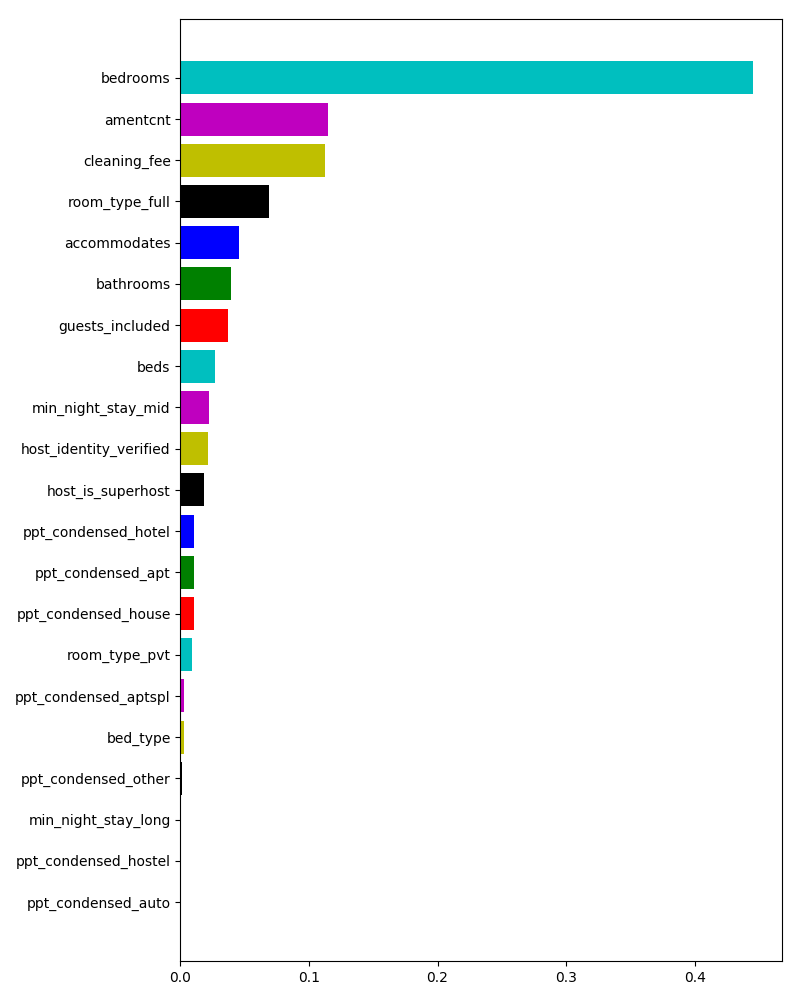 bedrooms
amentcnt
cleaning_fee
room_type_full
accommodates
bathrooms
guests_included
beds
min_night_stay_mid
host_identity_verified
host_is_superhost
ppt_condensed_hotel
ppt_condensed_apt
ppt_condensed_house
room_type_pvt
ppt_condensed_aptspl
bed_type
ppt_condensed_other
min_night_stay_long
ppt_condensed_hostel
ppt_condensed_auto
0.0 0.1 0.2 0.3 0.4